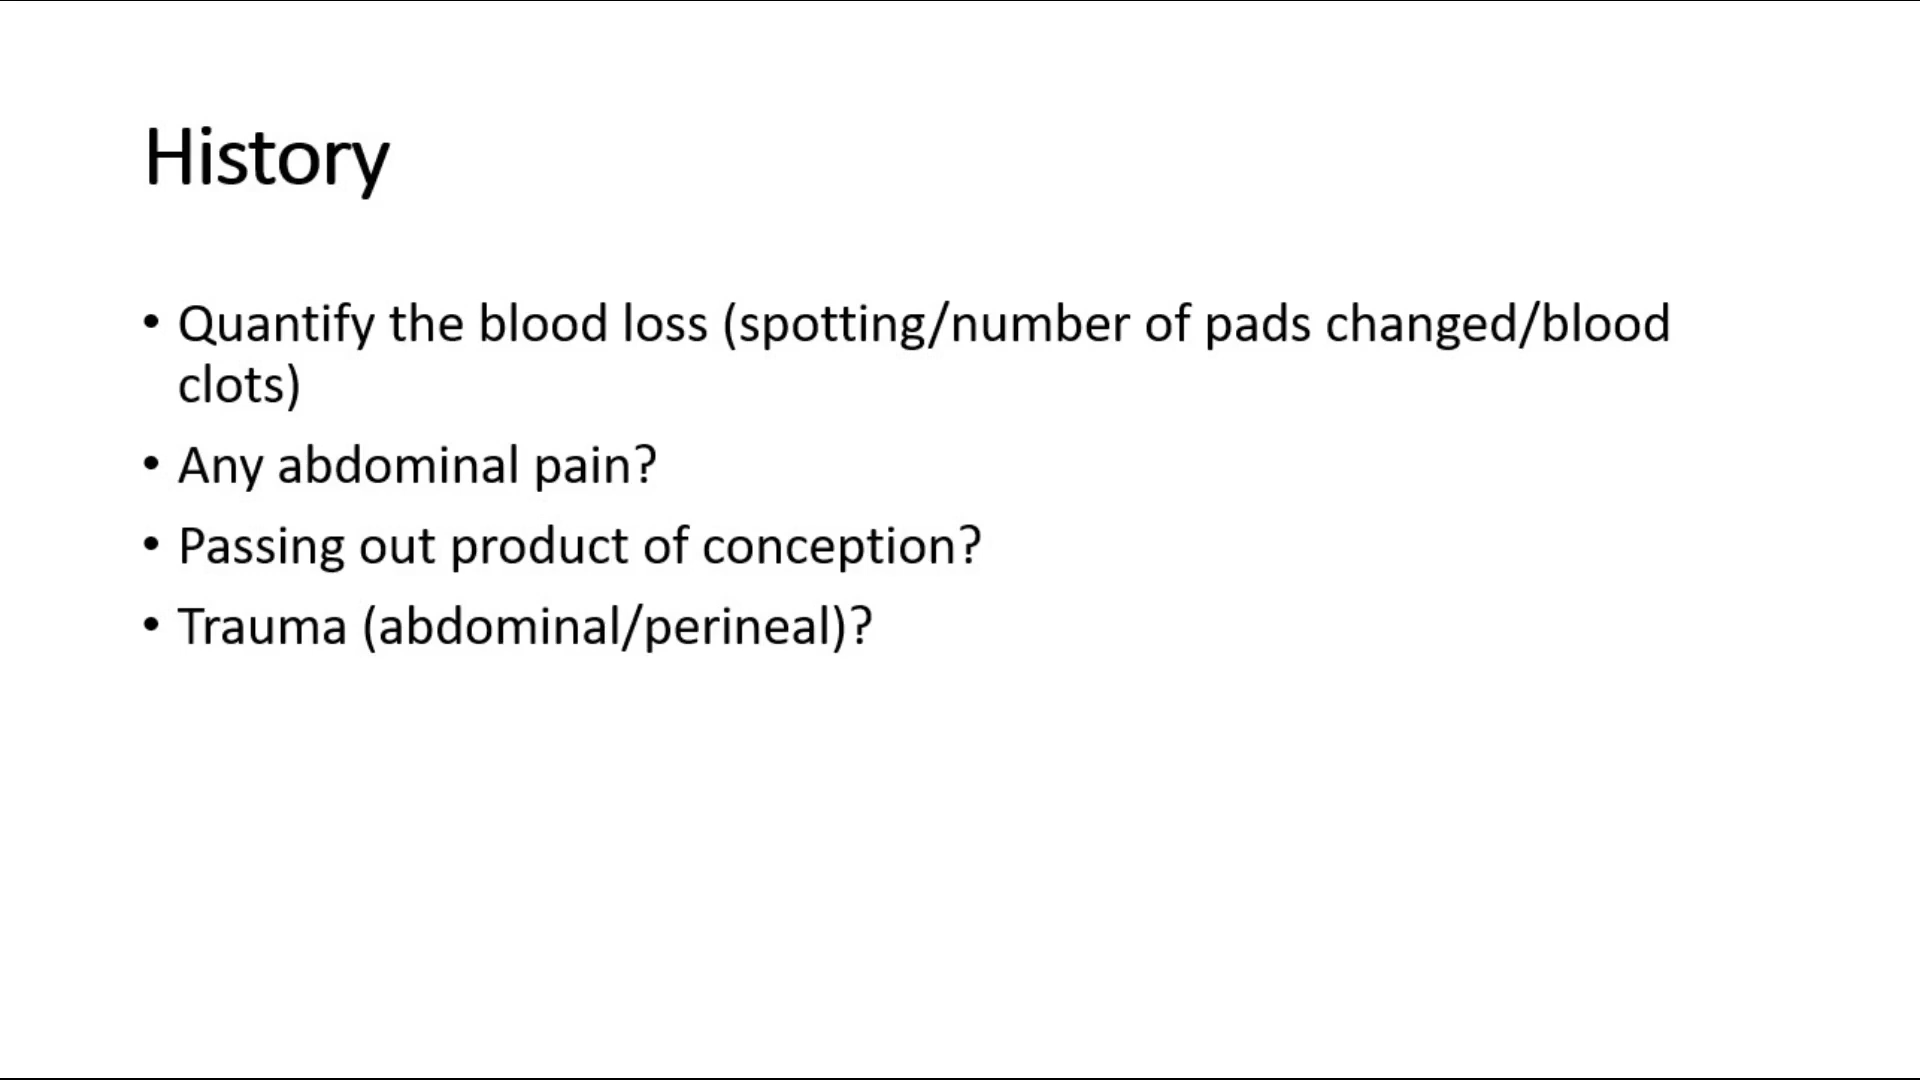 History
• Quantify the blood loss (spotting/number of pads changed/blood
clots)
• Any abdominal pain?
• Passing out product of conception?
• Trauma (abdominal/perineal)?